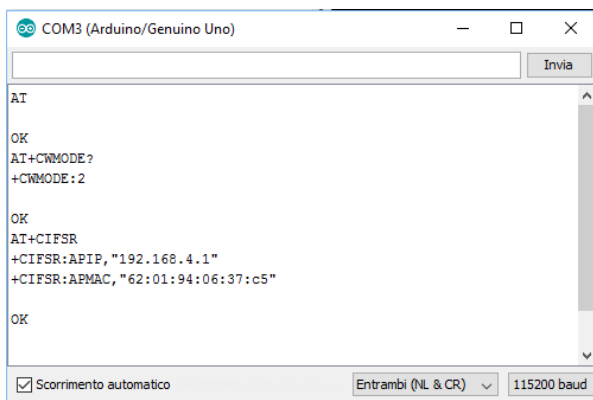 COM3 (Arduino/Genuino Uno)
Invia
AT
OK
AT+CWMODE?
+CWMODE:2
OK
AT+CIFSR
+CIFSR:APIP,"192.168.4.1"
+CIFSR:APMAC,"62:01:94:06:37:c5"
OK
Scorrimento automatico Entrambi (NL & CR) 115200 baud